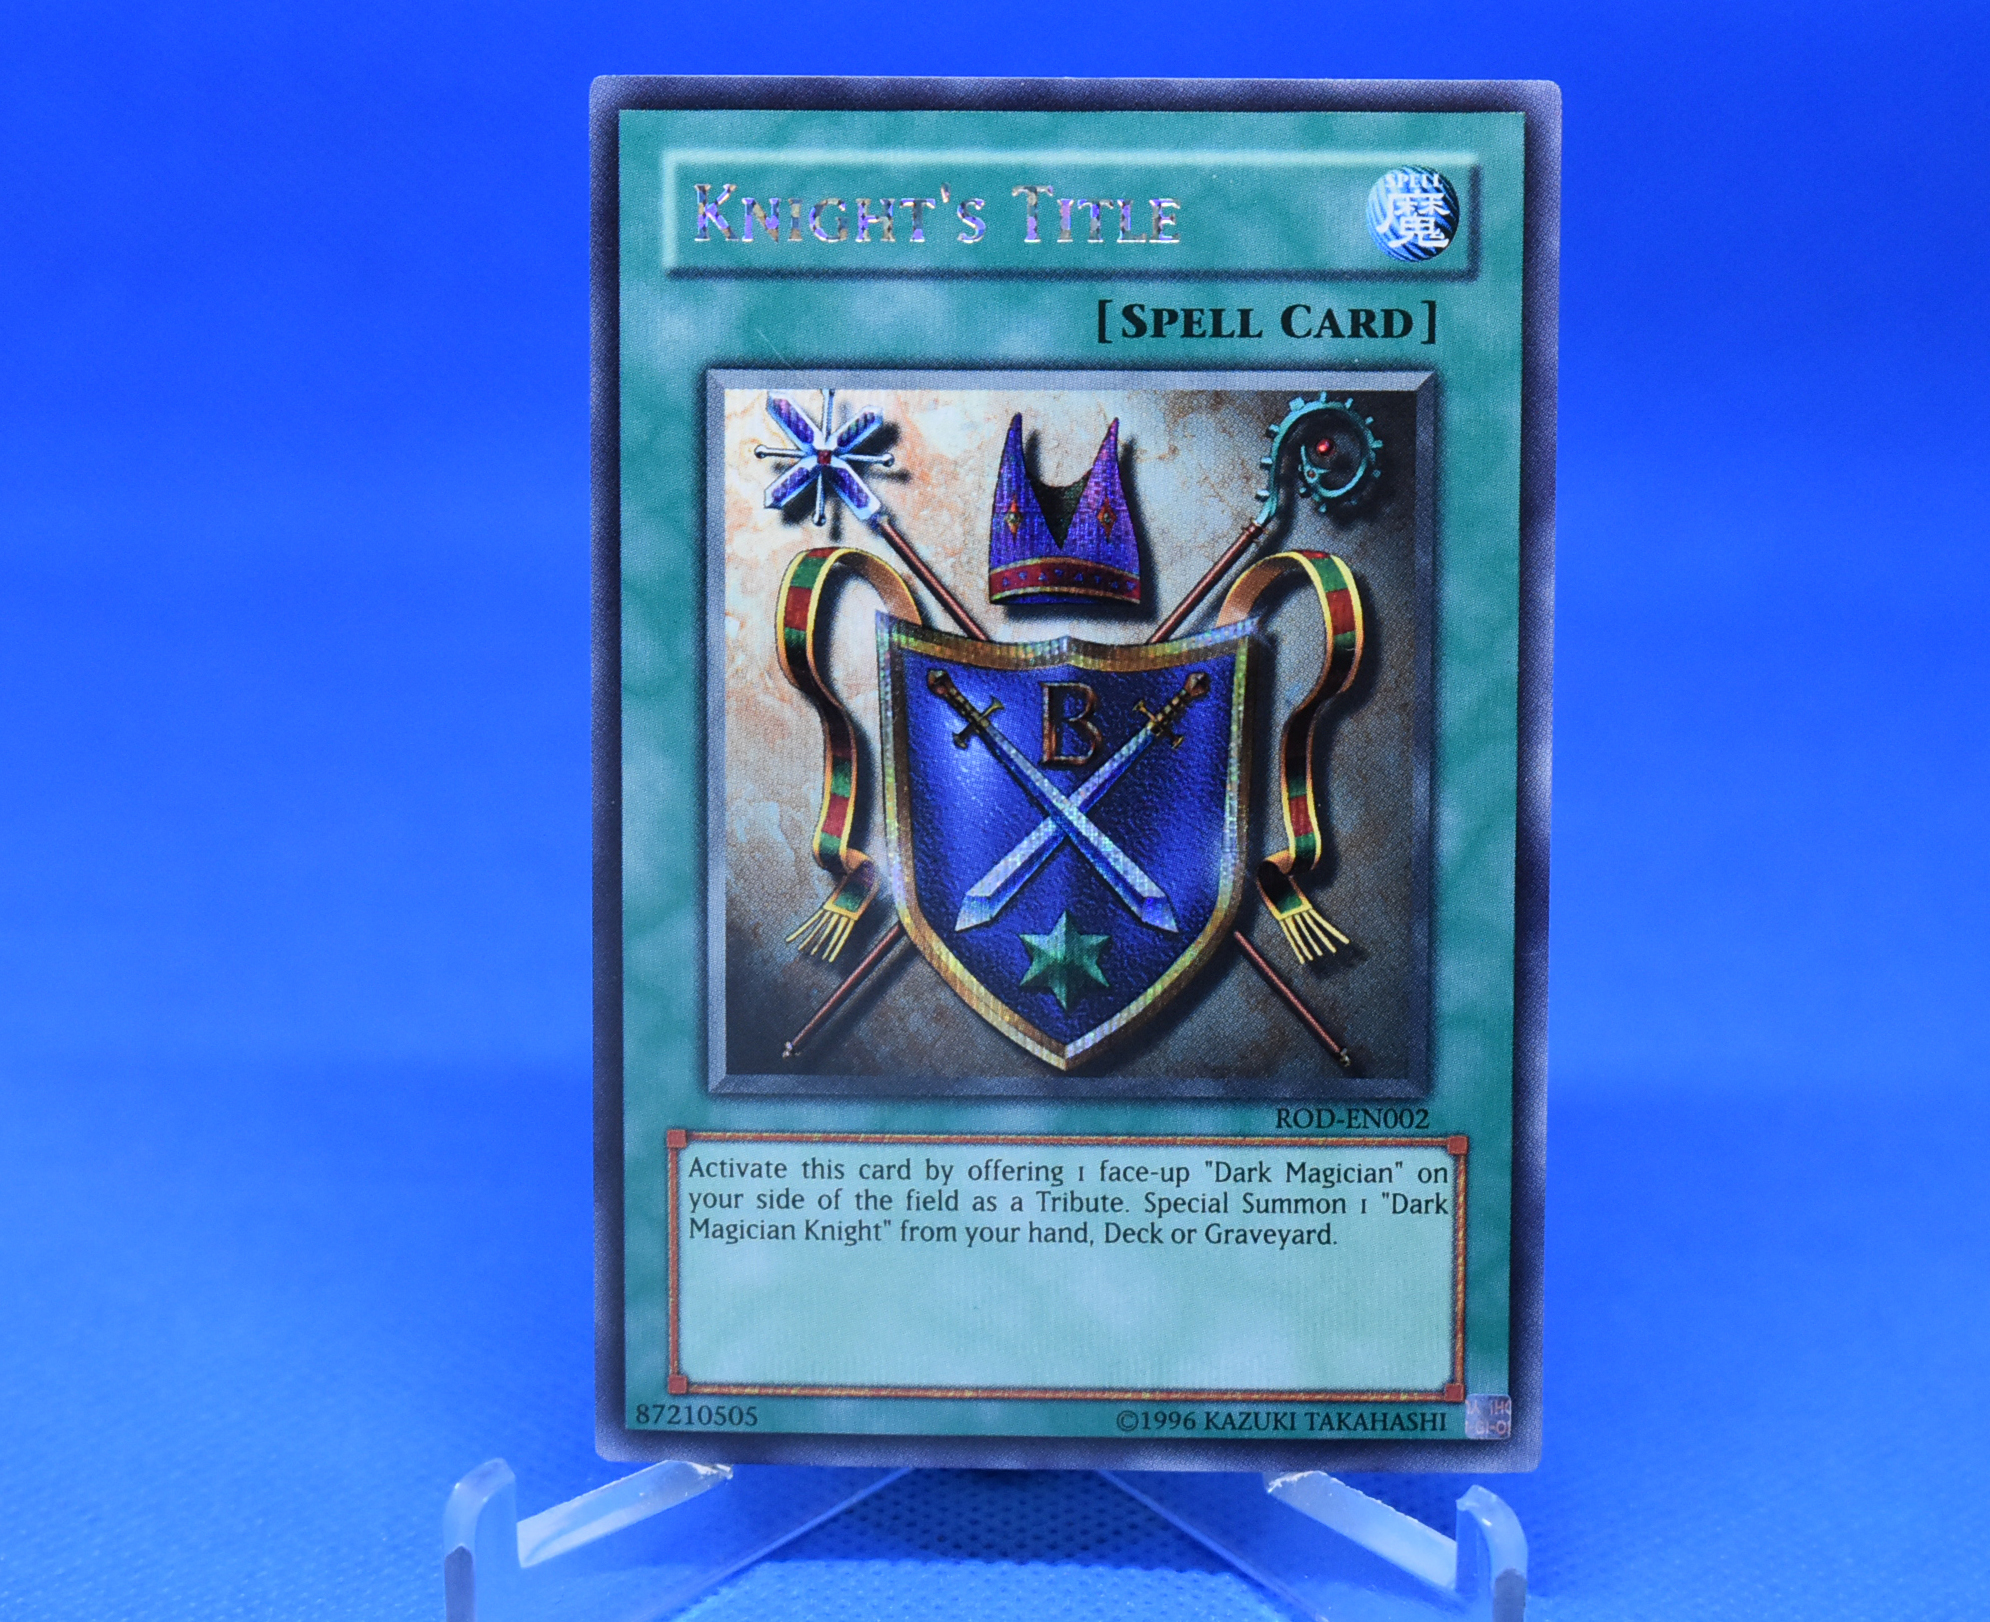 Knight's Title
SPELL
魔
[Spell Card]
B
ROD-EN002
Activate this card by offering 1 face-up "Dark Magician" on
your side of the field as a Tribute. Special Summon 1 "Dark
Magician Knight" from your hand, Deck or Graveyard.
87210505
©1996 KAZUKI TAKAHASHI